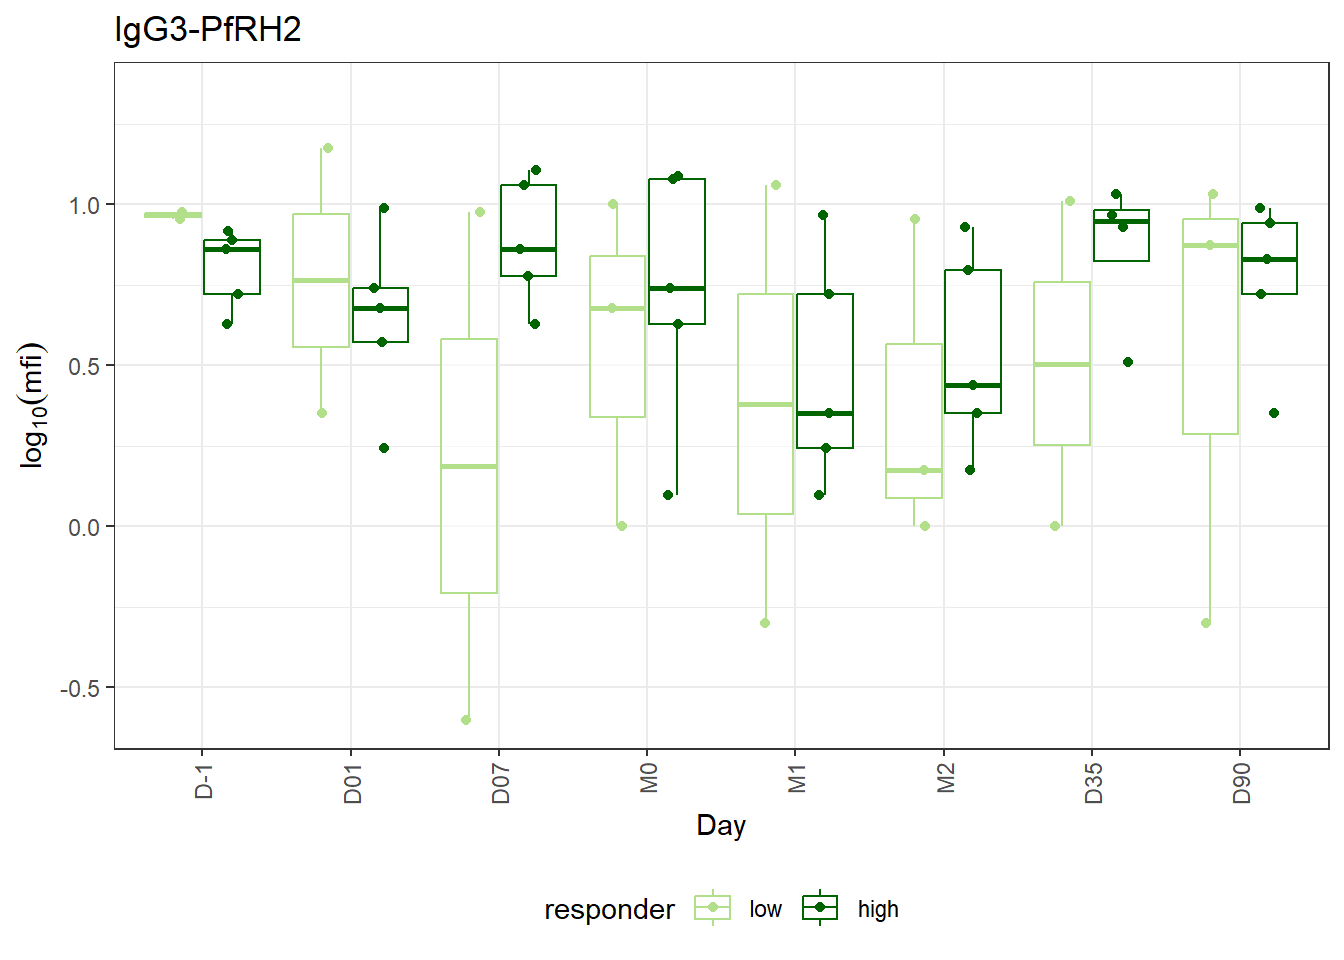 IgG3-PfRH2
log10(mfi)
1.0
0.5
0.0
-0.5
D-1 D01 D07 M0 M1 M2 D35 D90
Day
responder low high